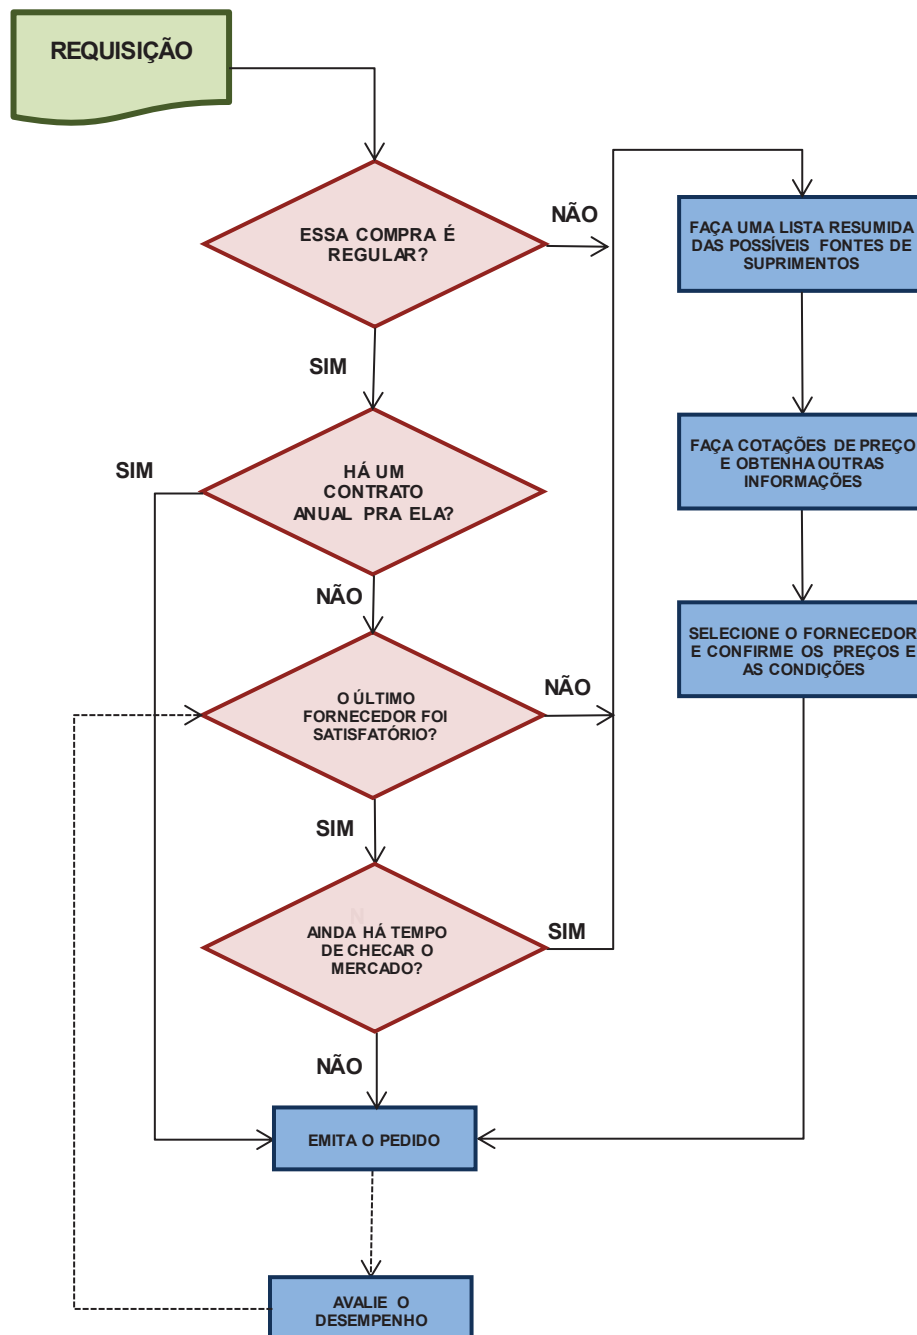 REQUISIÇÃO
ESSA COMPRA É
REGULAR?
NÃO
SIM
HÁ UM
CONTRATO
ANUAL PRA ELA?
SIM
NÃO
O ÚLTIMO
FORNECEDOR FOI
SATISFATÓRIO?
NÃO
SIM
N
AINDA HÁ TEMPO
DE CHECAR O
MERCADO?
SIM
NÃO
EMITA O PEDIDO
AVALIE O
DESEMPENHO
FAÇA UMA LISTA RESUMIDA
DAS POSSÍVEIS FONTES DE
SUPRIMENTOS
FAÇA COTAÇÕES DE PREÇO
E OBTENHA OUTRAS
INFORMAÇÕES
SELECIONE O FORNECEDOR
E CONFIRME OS PREÇOS E
AS CONDIÇÕES